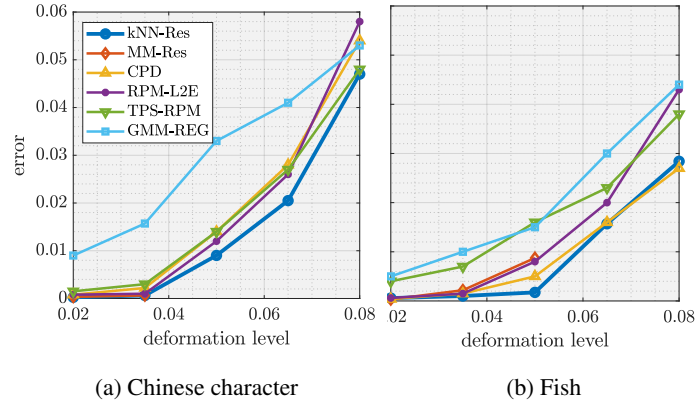 0.06
0.05
0.04
0.03
0.02
0.01
0
error
kNN-Res
MM-Res
CPD
RPM-L2E
TPS-RPM
GMM-REG
0.02 0.04 0.06 0.08
deformation level
(a) Chinese character
02 0.04 0.06 0.08
deformation level
(b) Fish